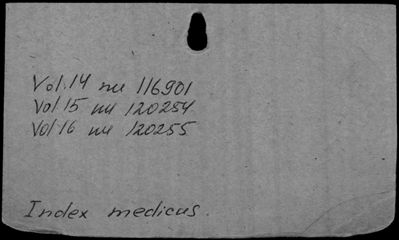 Vol. 14 nu 116901
Vol 15 nu 120254
Vol 16 nu 120255
Index medicus.